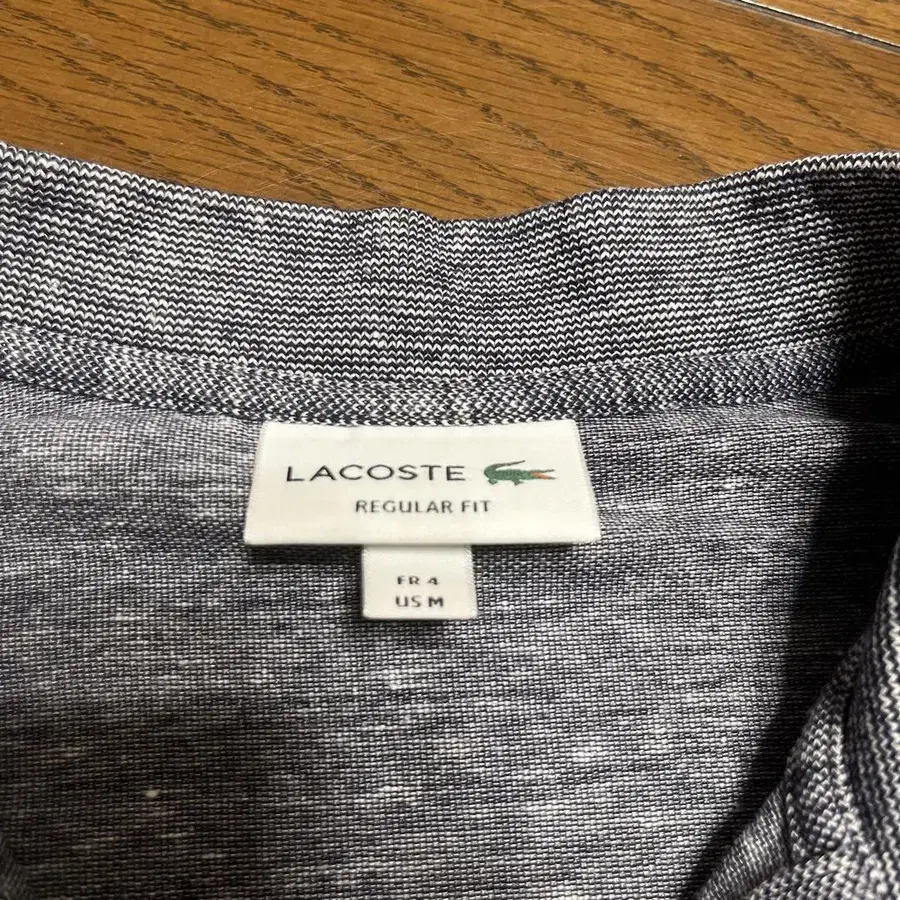 LACOSTE
REGULAR FIT
FR 4
US M